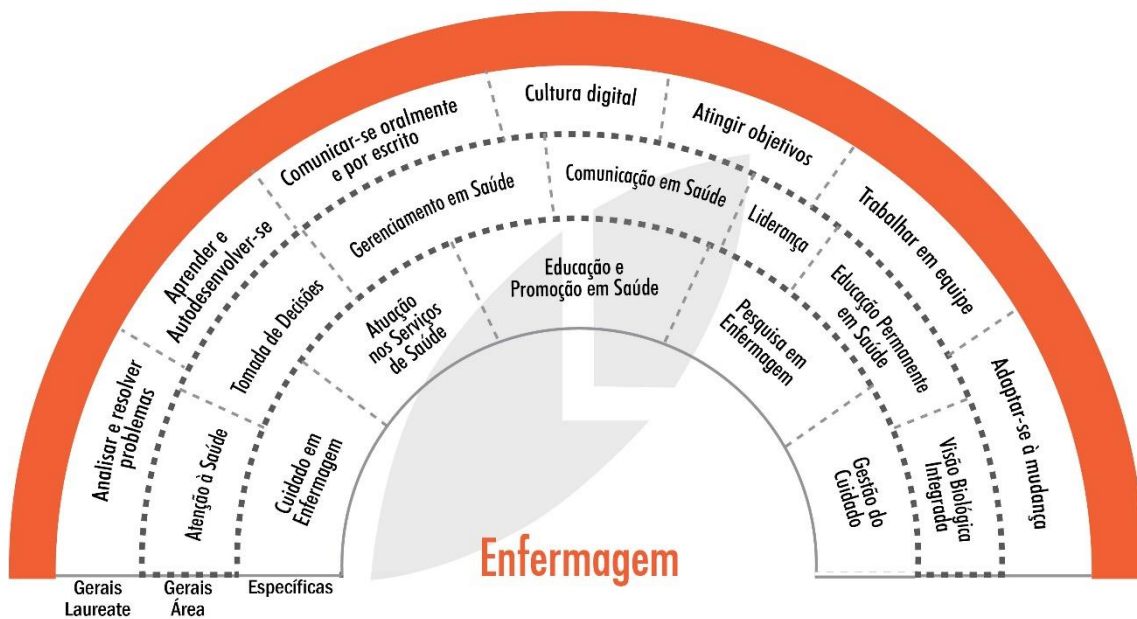 Analisar e resolver
problemas
Aprender e
Autodesenvolver-se
Comunicar-se oralmente
e por escrito
Cultura digital
Atingir objetivos
Trabalhar em equipe
Adaptar-se à mudança
Atenção à Saúde
Tomada de Decisões
Gerenciamento em Saúde
Comunicação em Saúde
Liderança
Educação Permanente
em Saúde
Visão Biológica
Integrada
Cuidado em
Enfermagem
Atuação
nos Serviços
de Saúde
Educação e
Promoção em Saúde
Pesquisa em
Enfermagem
Gestão do
Cuidado
Enfermagem
Gerais
Laureate
Gerais
Área
Específicas